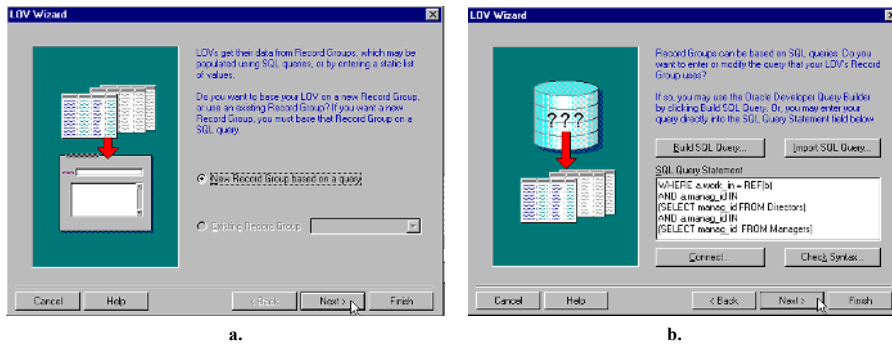 LOV Wizard
LOVs get their data from Record Groups, which may be
populated using SQL queries, or by entering a static list
of values.
Do you want to base your LOV on a new Record Group,
or use an existing Record Group? If you want a new
Record Group, you must base that Record Group on a
SQL query.
New Record Group based on a query
Existing Record Group
Cancel
Help
< Back
Next >
Finish
a.
LOV Wizard
Record Groups can be based on SQL queries. Do you
want to enter or modify the query that your LOV's Record
Group uses?
If so, you may use the Oracle Developer Query Builder
by clicking Build SQL Query. Or, you may enter your
query directly into the SQL Query Statement field below
???
Build SQL Query...
Import SQL Query...
SQL Query Statement
WHERE a.work_in = REF(b)
AND a.manag_id IN
(SELECT manag_id FROM Directors)
AND a.manag_id IN
(SELECT manag_id FROM Managers)
Connect...
Check Syntax...
Cancel
Help
< Back
Next >
Finish
b.